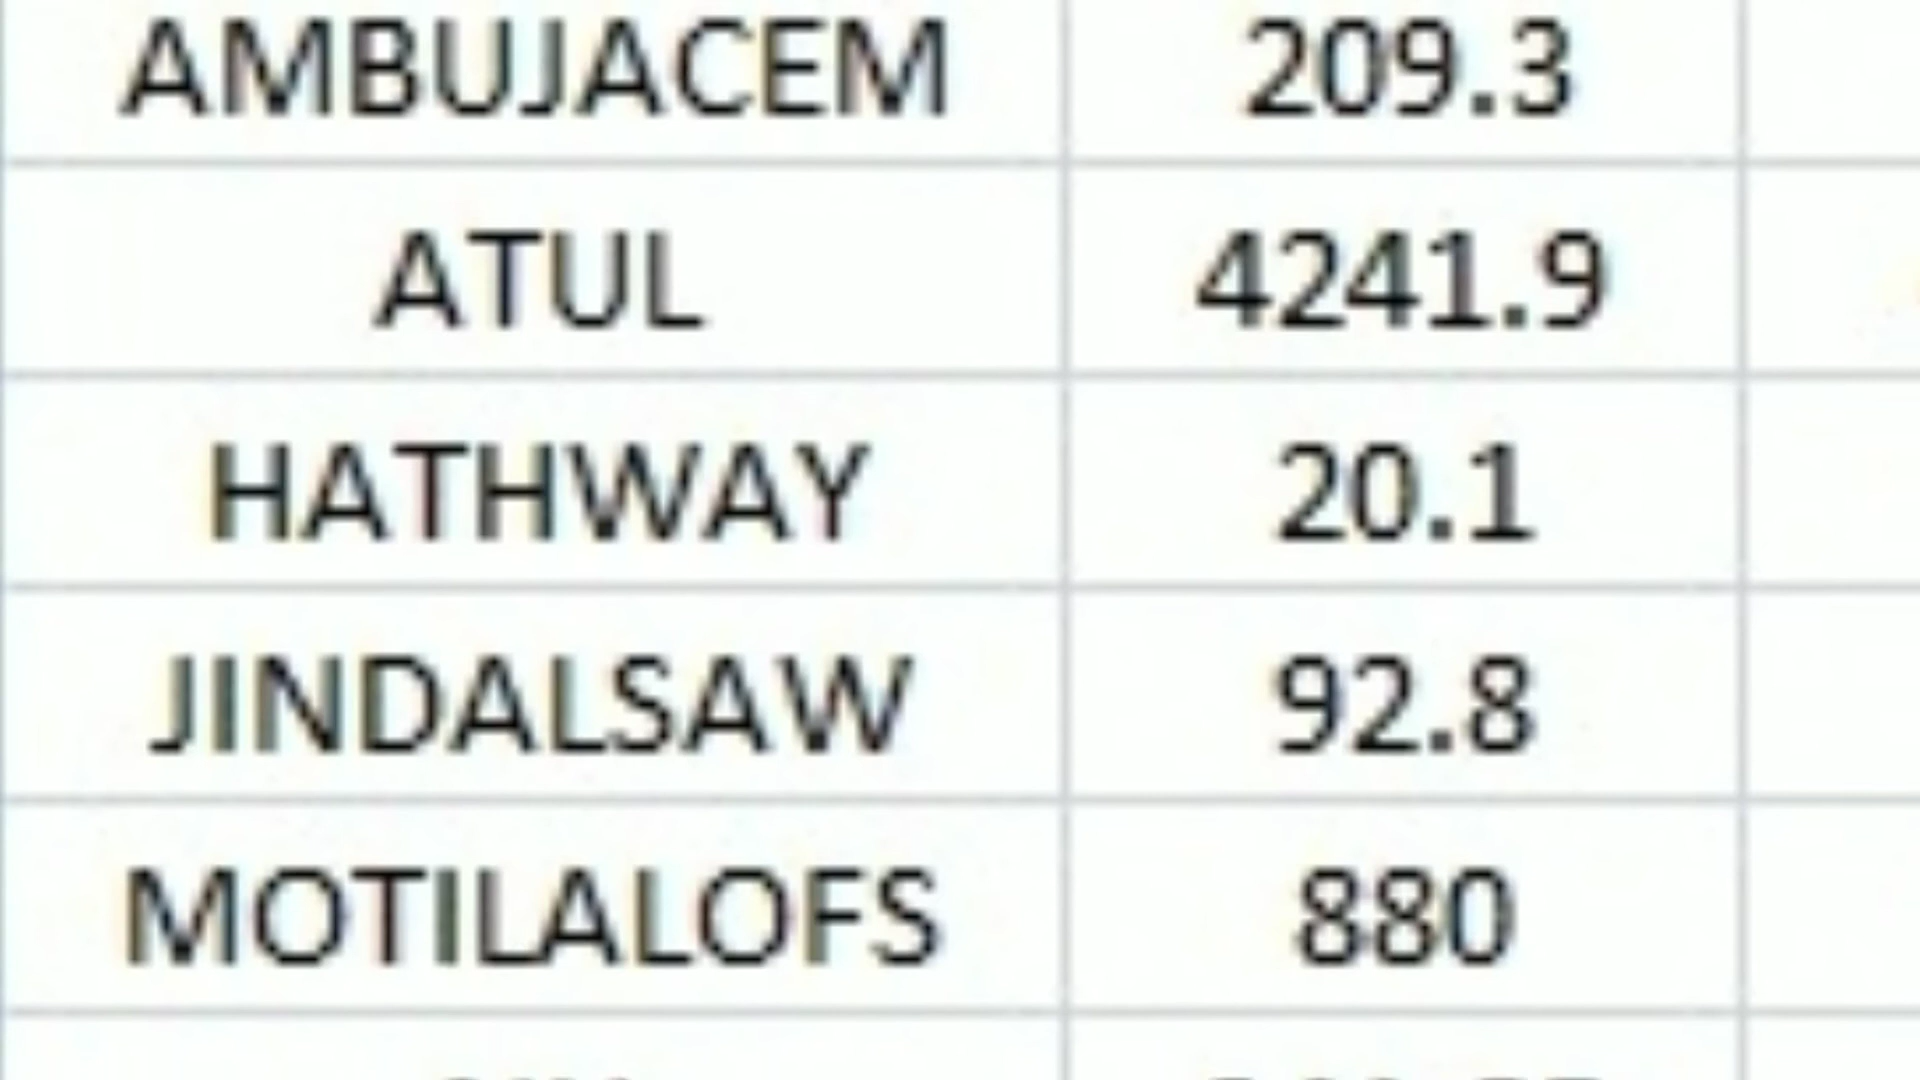 AMBUJACEM 209.3
ATUL 4241.9
HATHWAY 20.1
JINDALSAW 92.8
MOTILALOFS 880